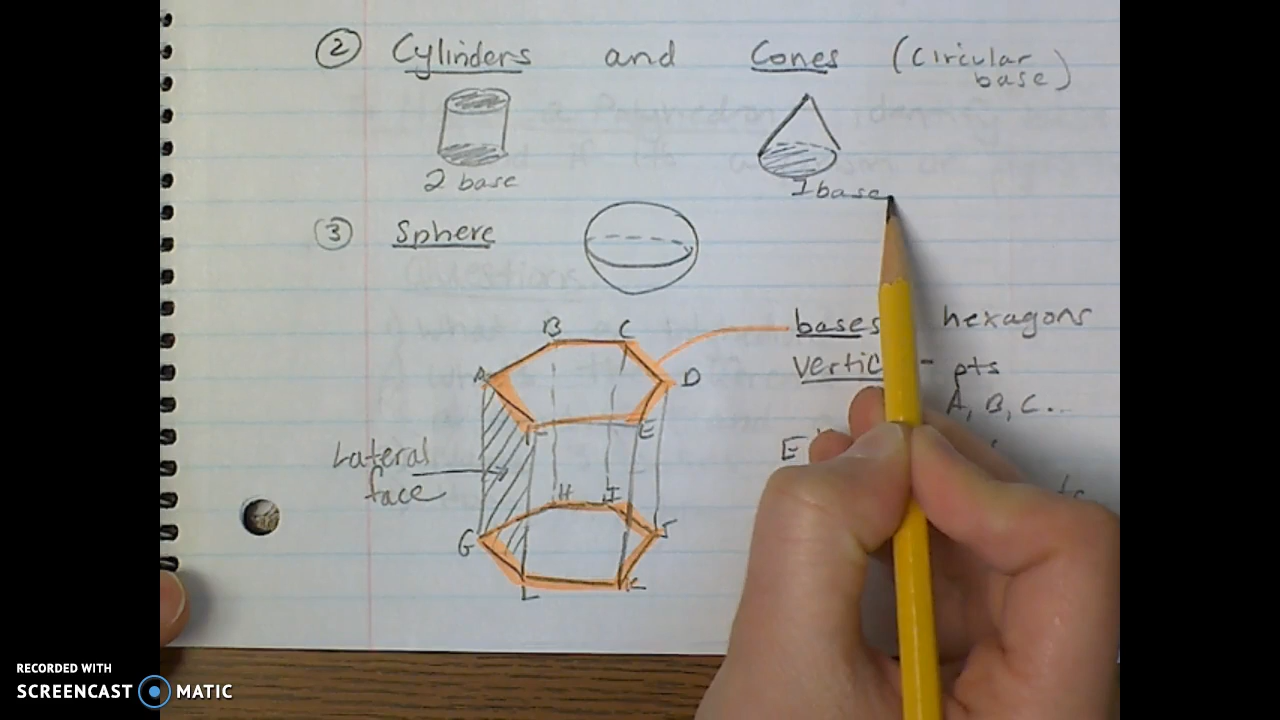 ② Cylinders and Cones (Circular base)
2 base
1 base
③ Sphere
B C
A D
E
bases hexagons
- pts
A, B, C...
Lateral face
H I
G J
L K
RECORDED WITH
SCREENCAST MATIC